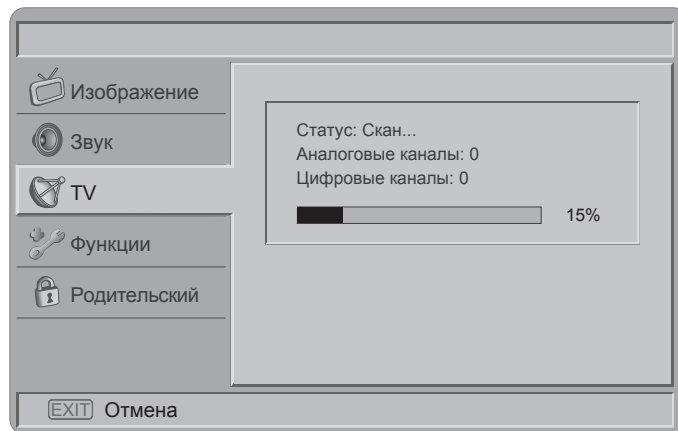 Изображение
Звук
TV
Функции
Родительский
Статус: Скан...
Аналоговые каналы: 0
Цифровые каналы: 0
15%
EXIT Отмена